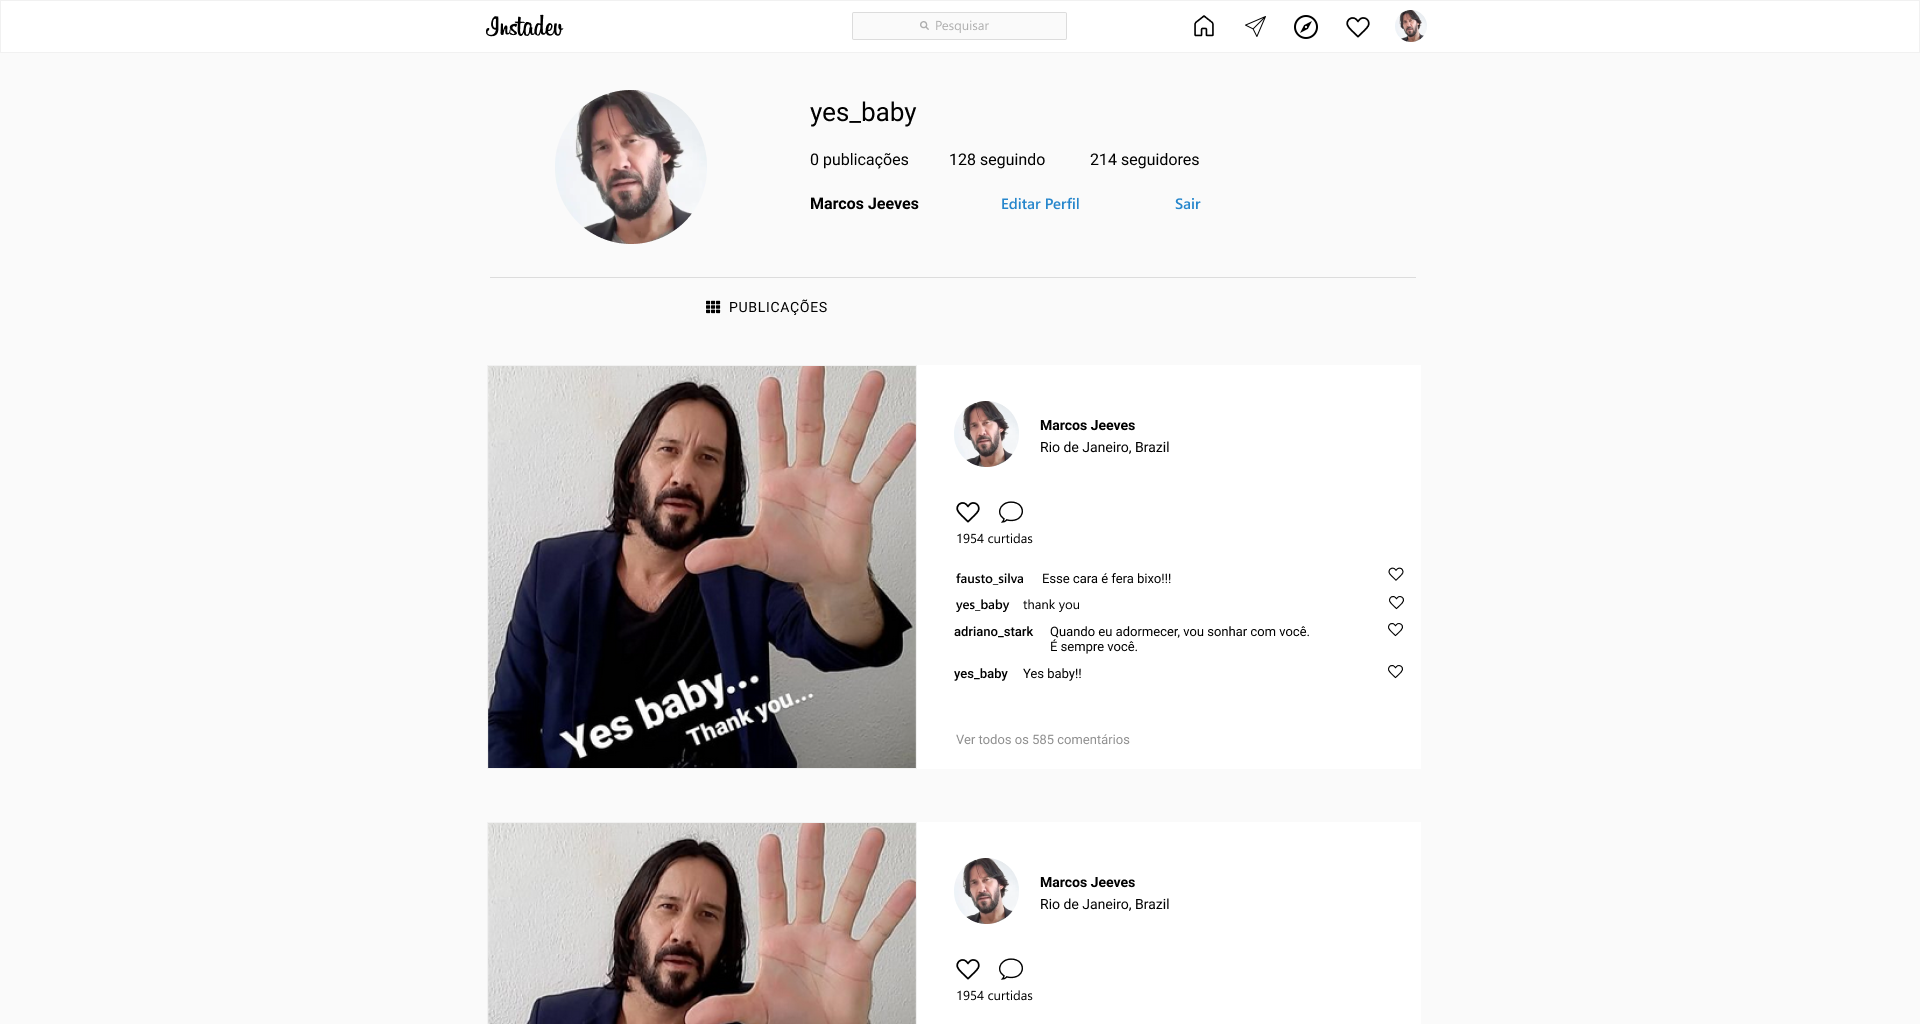 Instadev
Pesquisar
yes_baby
0 publicações 128 seguindo 214 seguidores
Marcos Jeeves Editar Perfil Sair
PUBLICAÇÕES
Yes baby...
Thank you...
Marcos Jeeves
Rio de Janeiro, Brazil
1954 curtidas
fausto_silva Esse cara é fera bixo!!!
yes_baby thank you
adriano_stark Quando eu adormecer, vou sonhar com você.
É sempre você.
yes_baby Yes baby!!
Ver todos os 585 comentários
Marcos Jeeves
Rio de Janeiro, Brazil
1954 curtidas